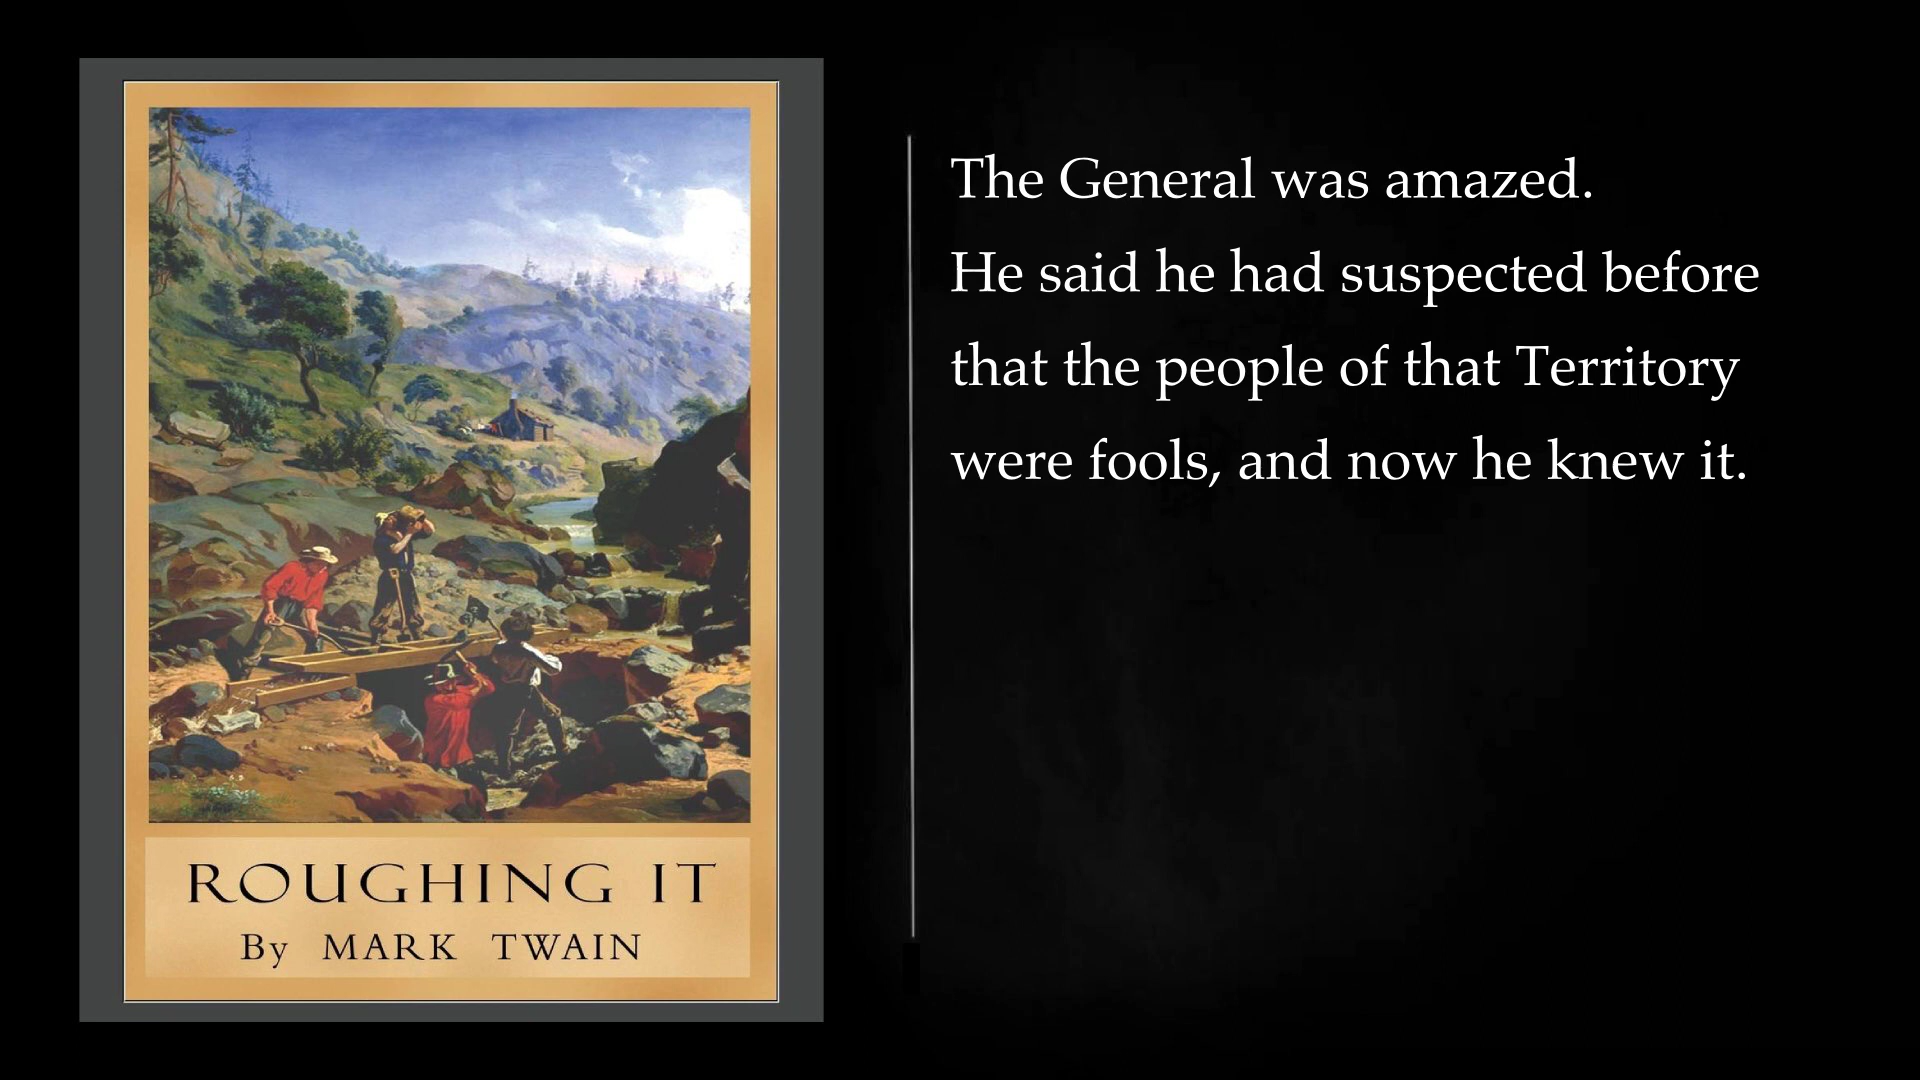 ROUGHING IT
By MARK TWAIN
The General was amazed.
He said he had suspected before
that the people of that Territory
were fools, and now he knew it.